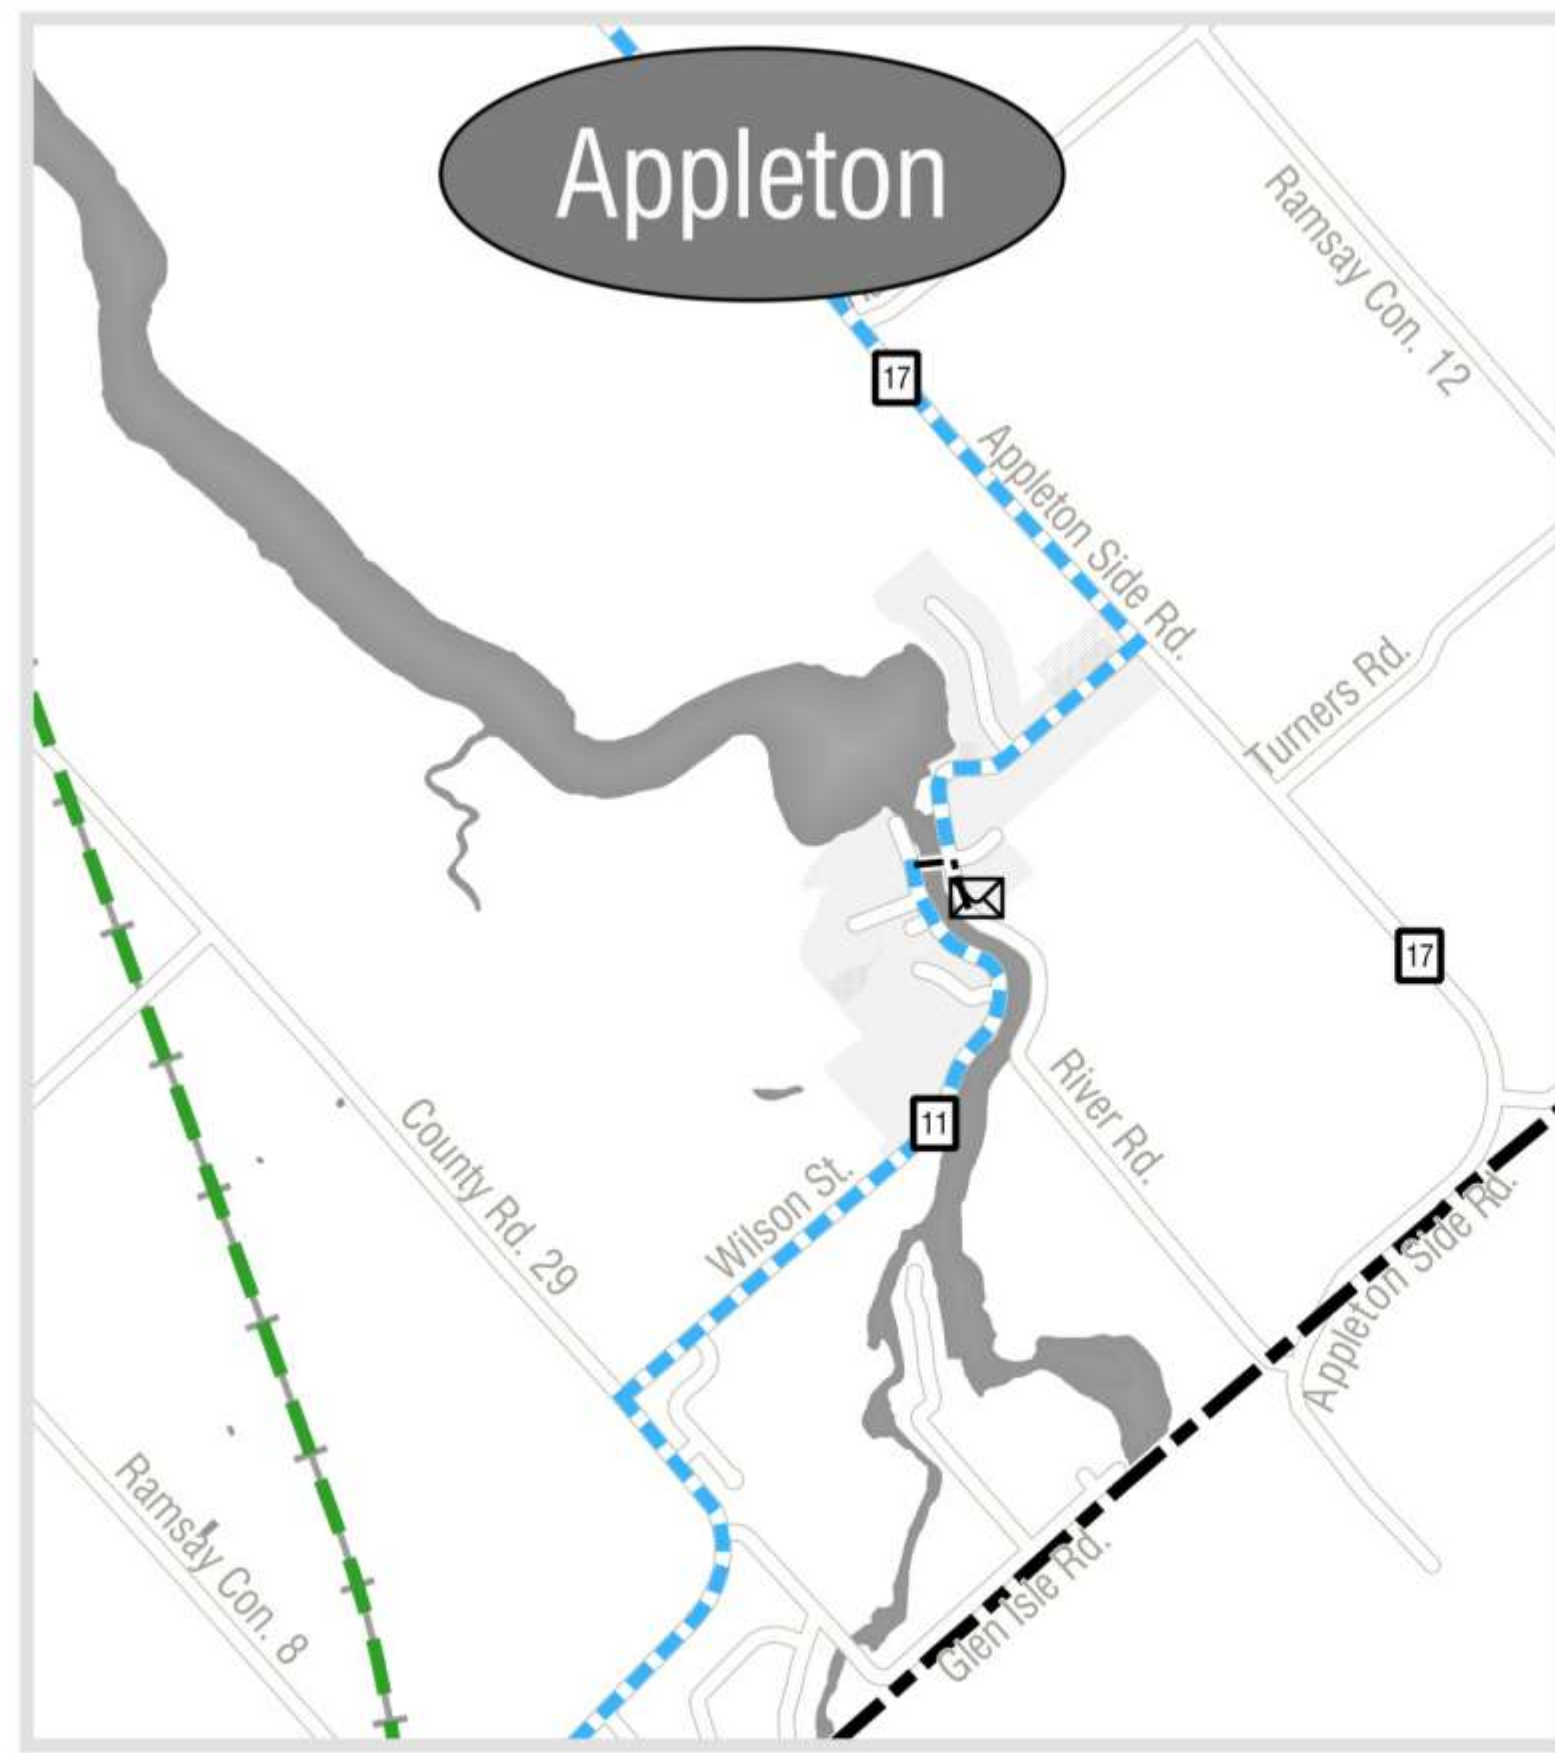 Appleton
Ramsay Con. 12
17
Appleton Side Rd.
Turners Rd.
17
River Rd.
County Rd. 29
11
Wilson St.
Appleton Side Rd.
Ramsay Con. 8
Glen Isle Rd.